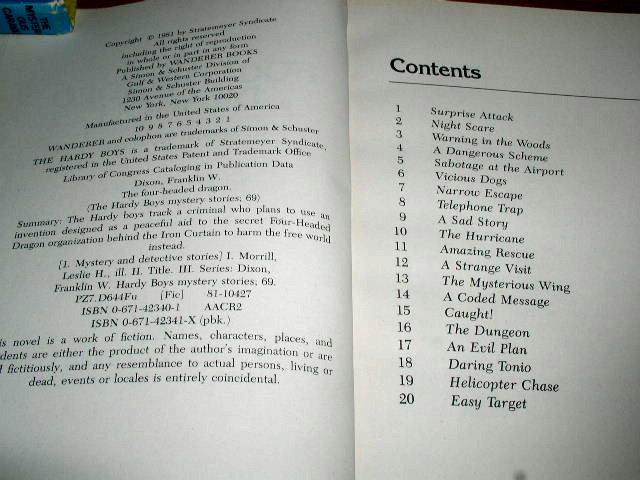 THE
MYSTER
OLD
CARAV
Copyright © 1981 by Stratemeyer Syndicate
All rights reserved
including the right of reproduction
in whole or in part in any form
Published by WANDERER BOOKS
A Simon & Schuster Division of
Gulf & Western Corporation
Simon & Schuster Building
1230 Avenue of the Americas
New York, New York 10020
Manufactured in the United States of America
10 9 8 7 6 5 4 3 2 1
WANDERER and colophon are trademarks of Simon & Schuster
THE HARDY BOYS is a trademark of Stratemeyer Syndicate,
registered in the United States Patent and Trademark Office
Library of Congress Cataloging in Publication Data
Dixon, Franklin W.
The four-headed dragon.
(The Hardy Boys mystery stories; 69)
Summary: The Hardy boys track a criminal who plans to use an
invention designed as a peaceful aid to the secret Four-Headed
Dragon organization behind the Iron Curtain to harm the free world
instead.
[1. Mystery and detective stories] I. Morrill,
Leslie H., ill. II. Title. III. Series: Dixon,
Franklin W. Hardy Boys mystery stories; 69.
PZ7.D644Fu [Fic] 81-10427
ISBN 0-671-42340-1 AACR2
ISBN 0-671-42341-X (pbk.)
is novel is a work of fiction. Names, characters, places, and
dents are either the product of the author's imagination or are
d fictitiously, and any resemblance to actual persons, living or
dead, events or locales is entirely coincidental.
Contents
1 Surprise Attack
2 Night Scare
3 Warning in the Woods
4 A Dangerous Scheme
5 Sabotage at the Airport
6 Vicious Dogs
7 Narrow Escape
8 Telephone Trap
9 A Sad Story
10 The Hurricane
11 Amazing Rescue
12 A Strange Visit
13 The Mysterious Wing
14 A Coded Message
15 Caught!
16 The Dungeon
17 An Evil Plan
18 Daring Tonio
19 Helicopter Chase
20 Easy Target